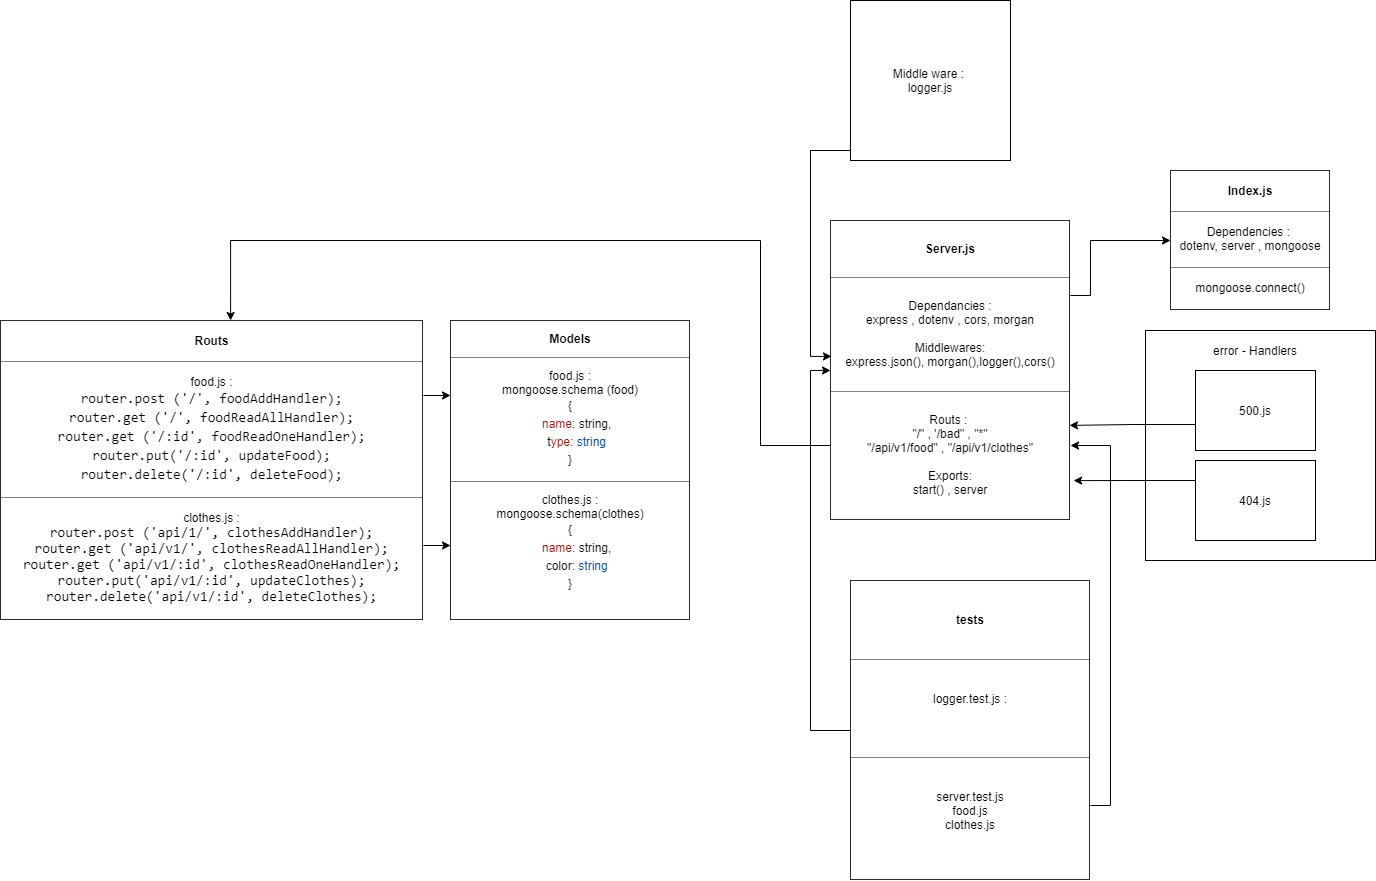 Middle ware :
logger.js
Index.js
Dependencies :
dotenv, server , mongoose
mongoose.connect()
Server.js
Dependancies :
express , dotenv , cors, morgan
Middlewares:
express.json(), morgan(),logger(),cors()
Routs :
"/" , '/bad" , "*"
"/api/v1/food" , "/api/v1/clothes"
Exports:
start() , server
error - Handlers
500.js
404.js
Routs
food.js :
router.post ('/', foodAddHandler);
router.get ('/', foodReadAllHandler);
router.get ('/:id', foodReadOneHandler);
router.put('/:id', updateFood);
router.delete('/:id', deleteFood);
clothes.js :
router.post ('api/1/', clothesAddHandler);
router.get ('api/v1/', clothesReadAllHandler);
router.get ('api/v1/:id', clothesReadOneHandler);
router.put('api/v1/:id', updateClothes);
router.delete('api/v1/:id', deleteClothes);
Models
food.js :
mongoose.schema (food)
{
name: string,
type: string
}
clothes.js :
mongoose.schema(clothes)
{
name: string,
color: string
}
tests
logger.test.js :
server.test.js
food.js
clothes.js